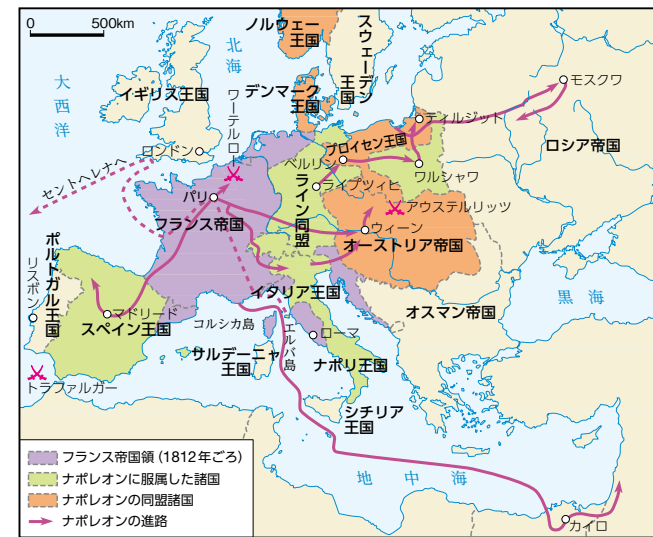 0 500km
ノルウェー
王国
スウェーデン
王国
北海
大西洋
イギリス王国
デンマーク
王国
ワーテルロー
モスクワ
ティルジット
ロシア帝国
ロンドン
プロイセン王国
ベルリン
ワルシャワ
セントヘレナへ
ライプツィヒ
ライン同盟
パリ
フランス帝国
アウステルリッツ
ウィーン
オーストリア帝国
ポルトガル王国
リスボン
マドリード
スペイン王国
イタリア王国
オスマン帝国
黒海
コルシカ島
エルバ島
ローマ
サルデーニャ
王国
ナポリ王国
トラファルガー
シチリア
王国
地中海
カイロ
フランス帝国領(1812年ごろ)
ナポレオンに服属した諸国
ナポレオンの同盟諸国
ナポレオンの進路